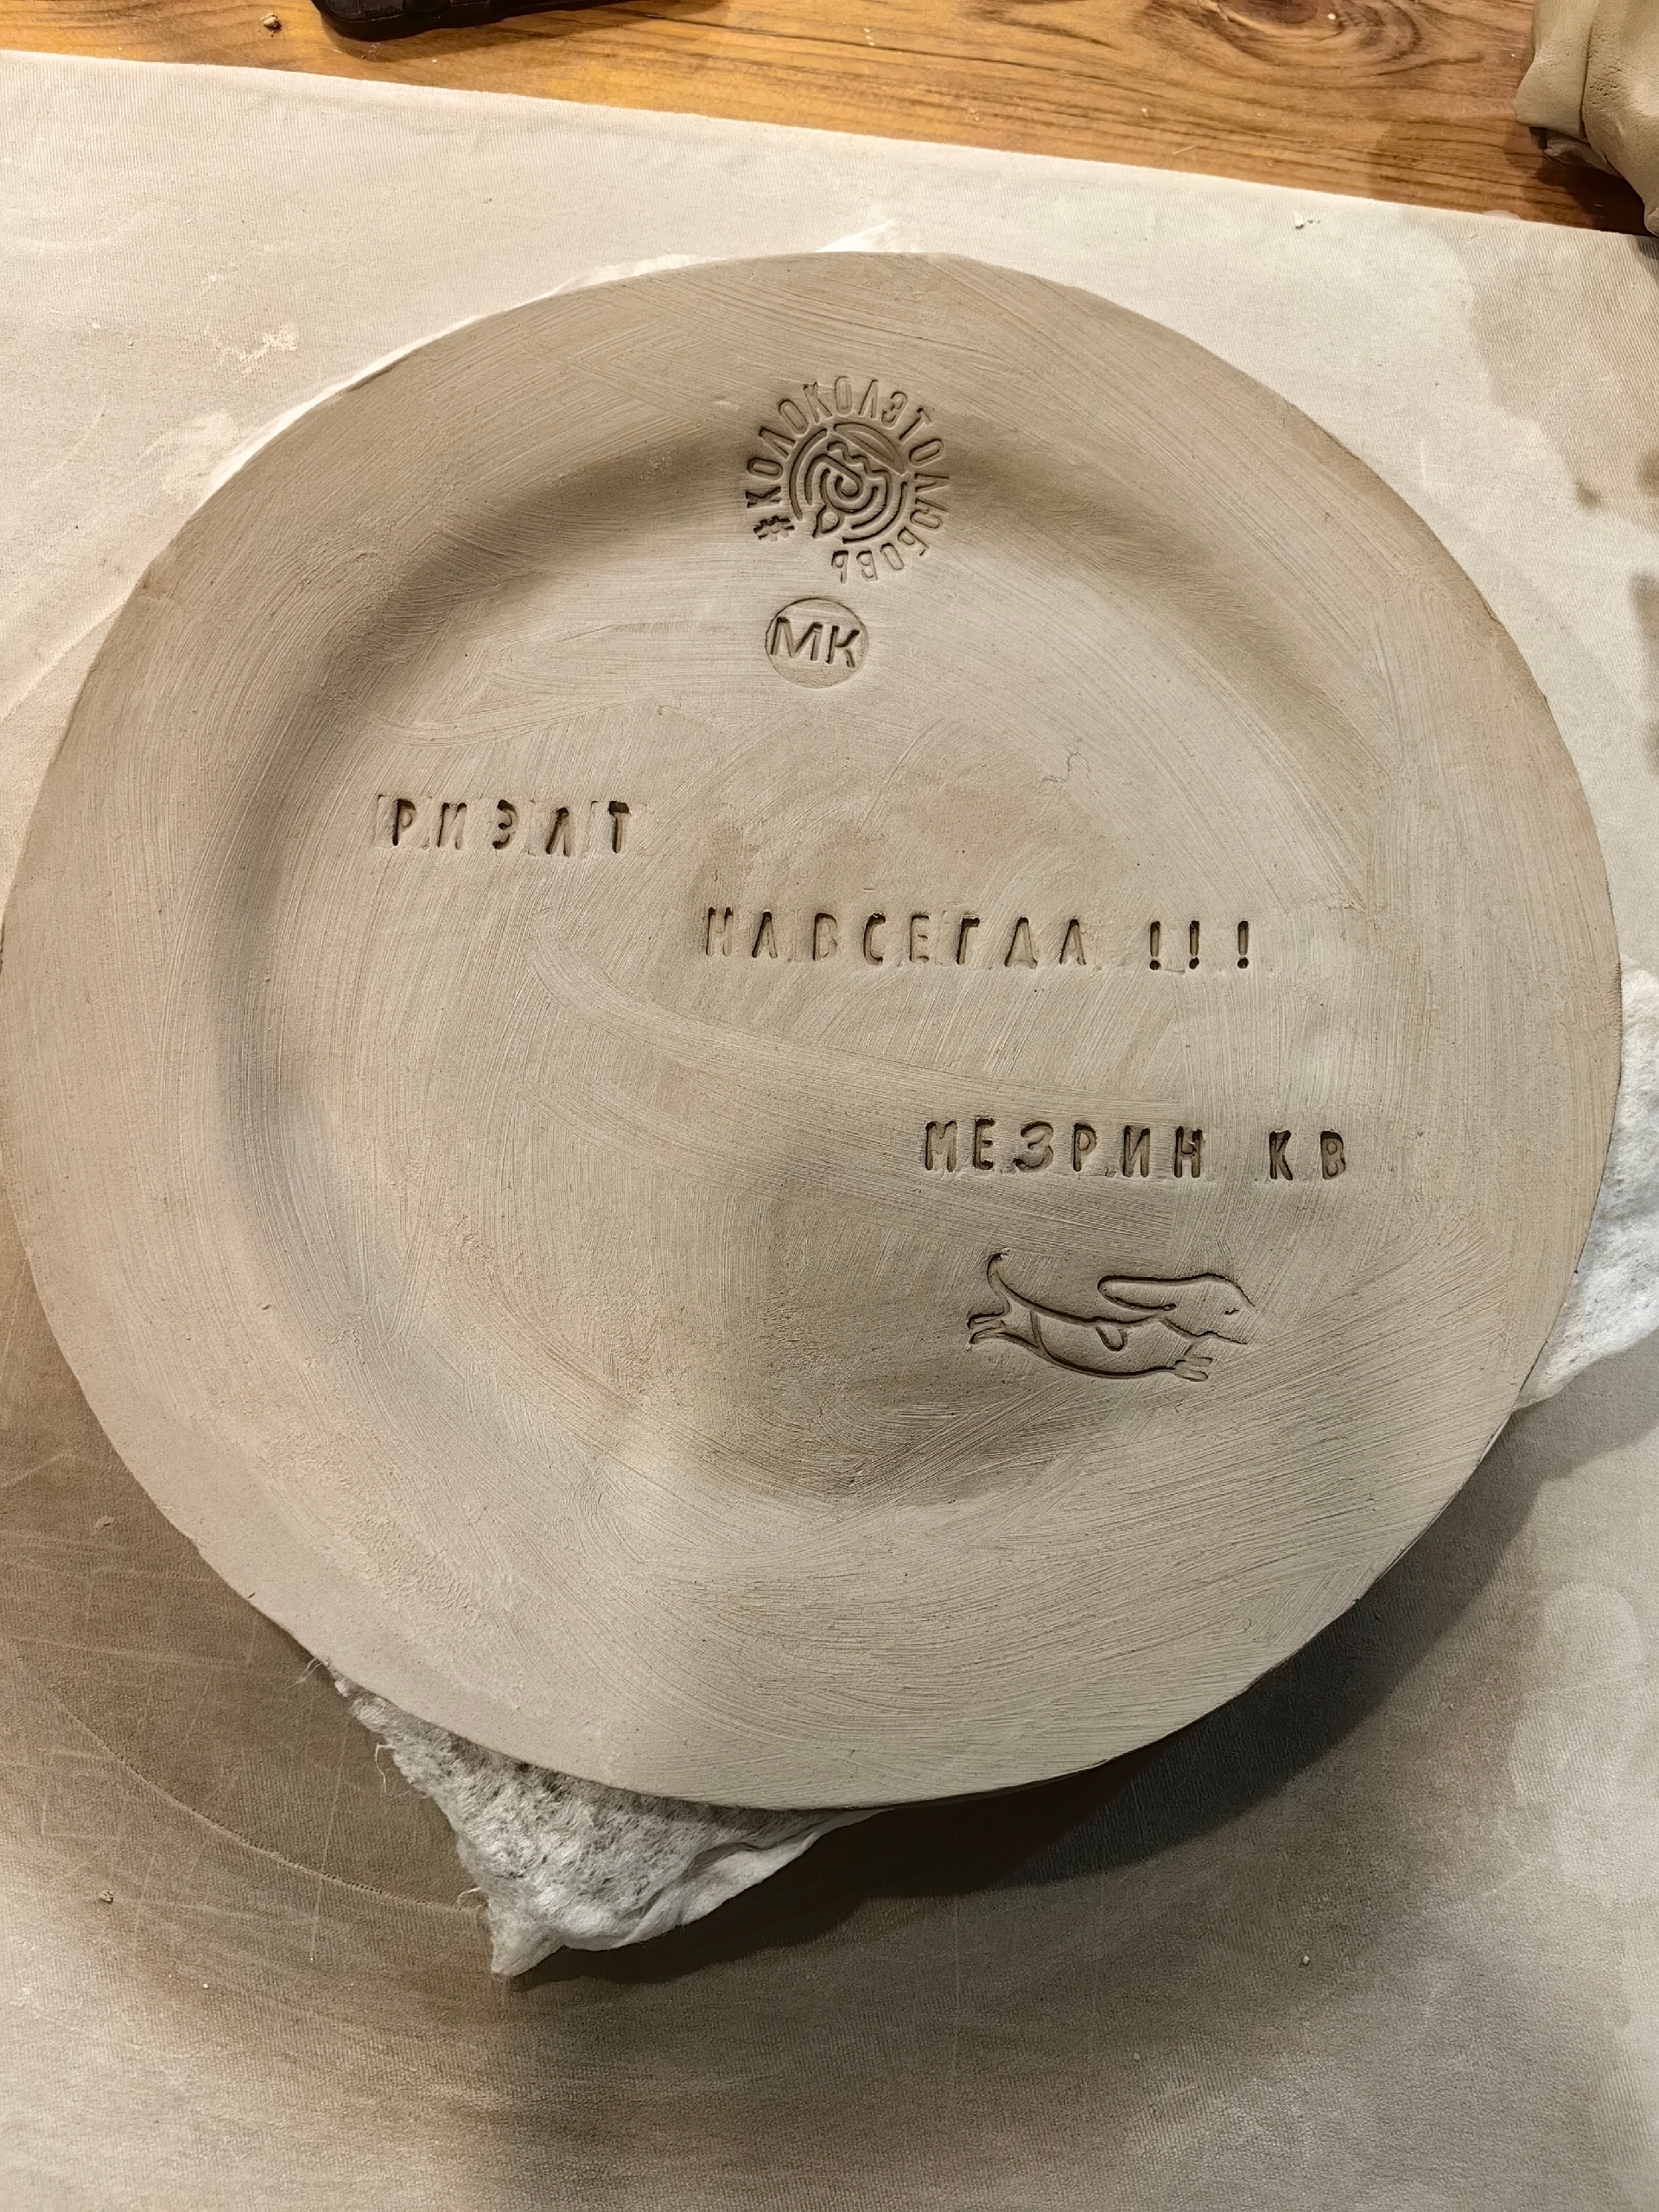 #КОЛОКОЛЭТОЛЮБОВЬ
МК
РИЭЛТ
НАВСЕГДА !!!
МЕЗРИН КВ